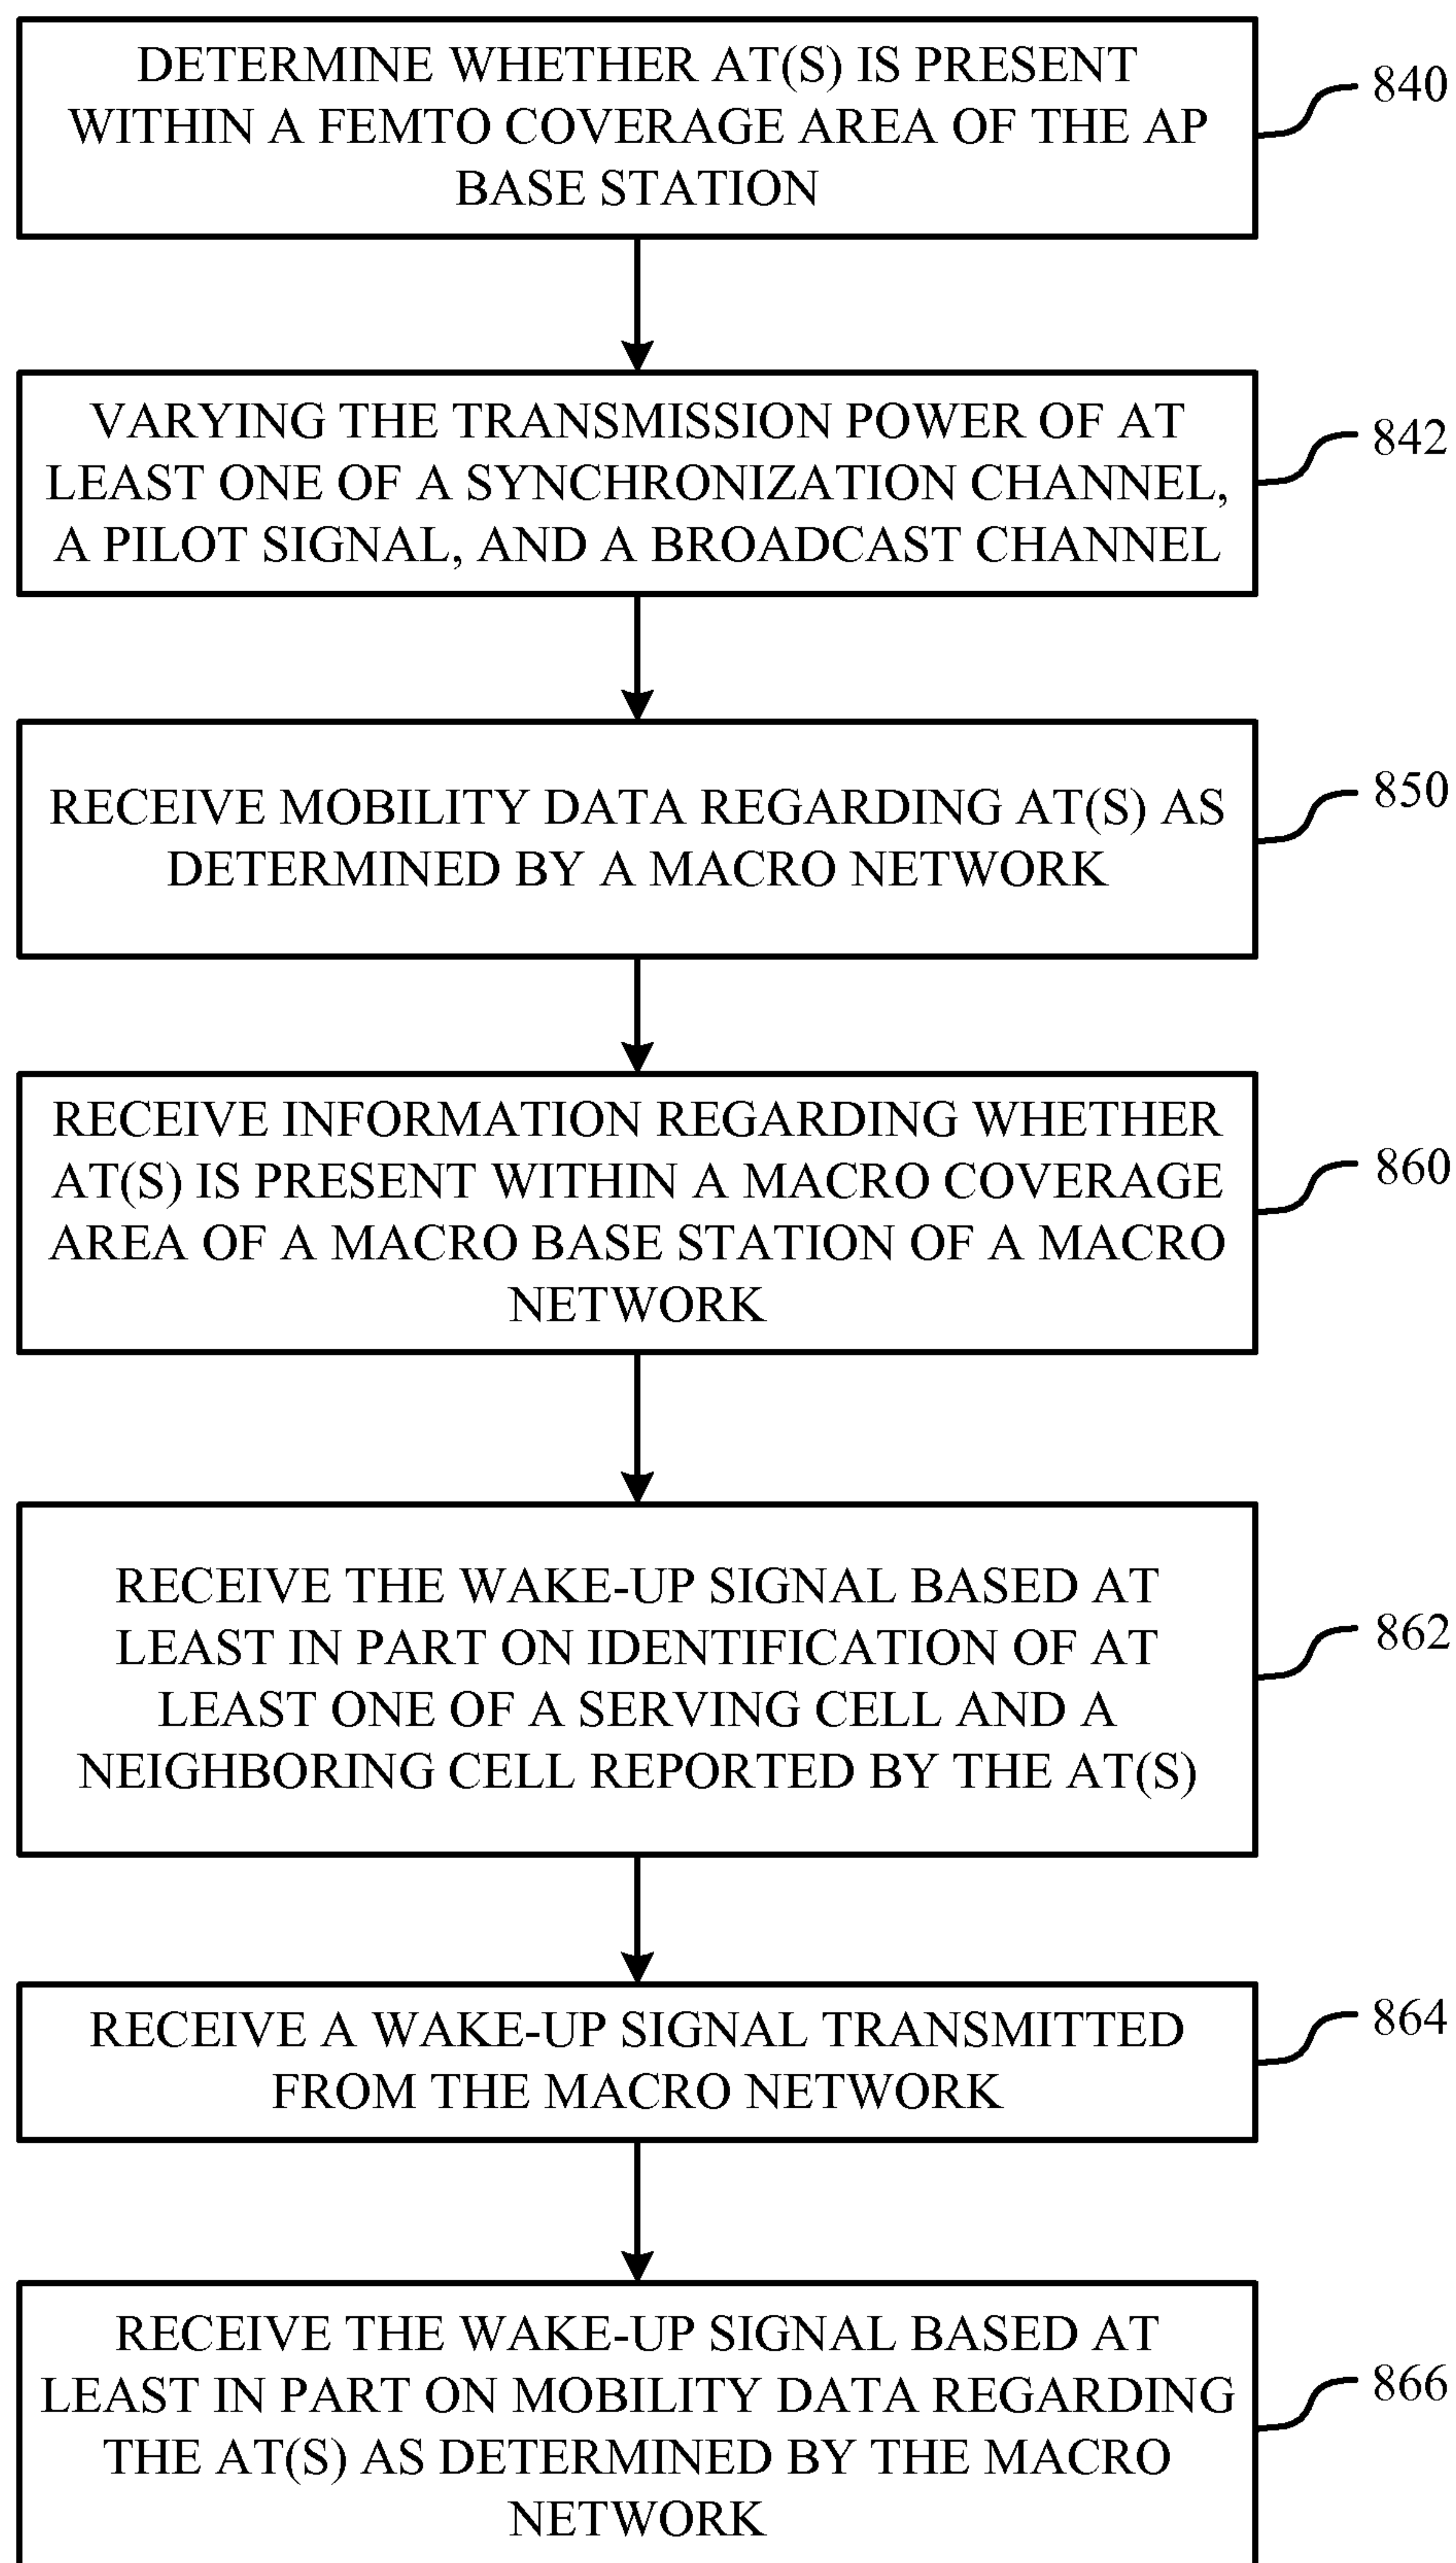 DETERMINE WHETHER AT(S) IS PRESENT
WITHIN A FEMTO COVERAGE AREA OF THE AP
BASE STATION
840
VARYING THE TRANSMISSION POWER OF AT
LEAST ONE OF A SYNCHRONIZATION CHANNEL,
A PILOT SIGNAL, AND A BROADCAST CHANNEL
842
RECEIVE MOBILITY DATA REGARDING AT(S) AS
DETERMINED BY A MACRO NETWORK
850
RECEIVE INFORMATION REGARDING WHETHER
AT(S) IS PRESENT WITHIN A MACRO COVERAGE
AREA OF A MACRO BASE STATION OF A MACRO
NETWORK
860
RECEIVE THE WAKE-UP SIGNAL BASED AT
LEAST IN PART ON IDENTIFICATION OF AT
LEAST ONE OF A SERVING CELL AND A
NEIGHBORING CELL REPORTED BY THE AT(S)
862
RECEIVE A WAKE-UP SIGNAL TRANSMITTED
FROM THE MACRO NETWORK
864
RECEIVE THE WAKE-UP SIGNAL BASED AT
LEAST IN PART ON MOBILITY DATA REGARDING
THE AT(S) AS DETERMINED BY THE MACRO
NETWORK
866